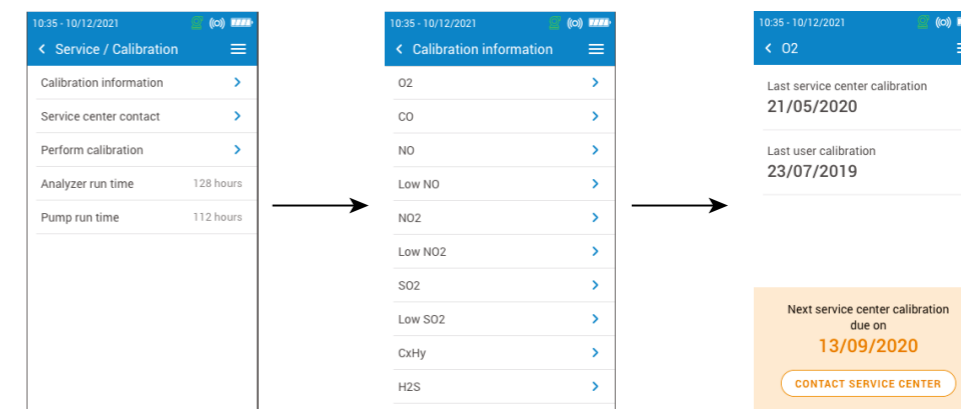 10:35 - 10/12/2021
Service / Calibration
Calibration information
Service center contact
Perform calibration
Analyzer run time 128 hours
Pump run time 112 hours
10:35 - 10/12/2021
Calibration information
O2
CO
NO
Low NO
NO2
Low NO2
SO2
Low SO2
CxHy
H2S
10:35 - 10/12/2021
O2
Last service center calibration
21/05/2020
Last user calibration
23/07/2019
Next service center calibration
due on
13/09/2020
CONTACT SERVICE CENTER